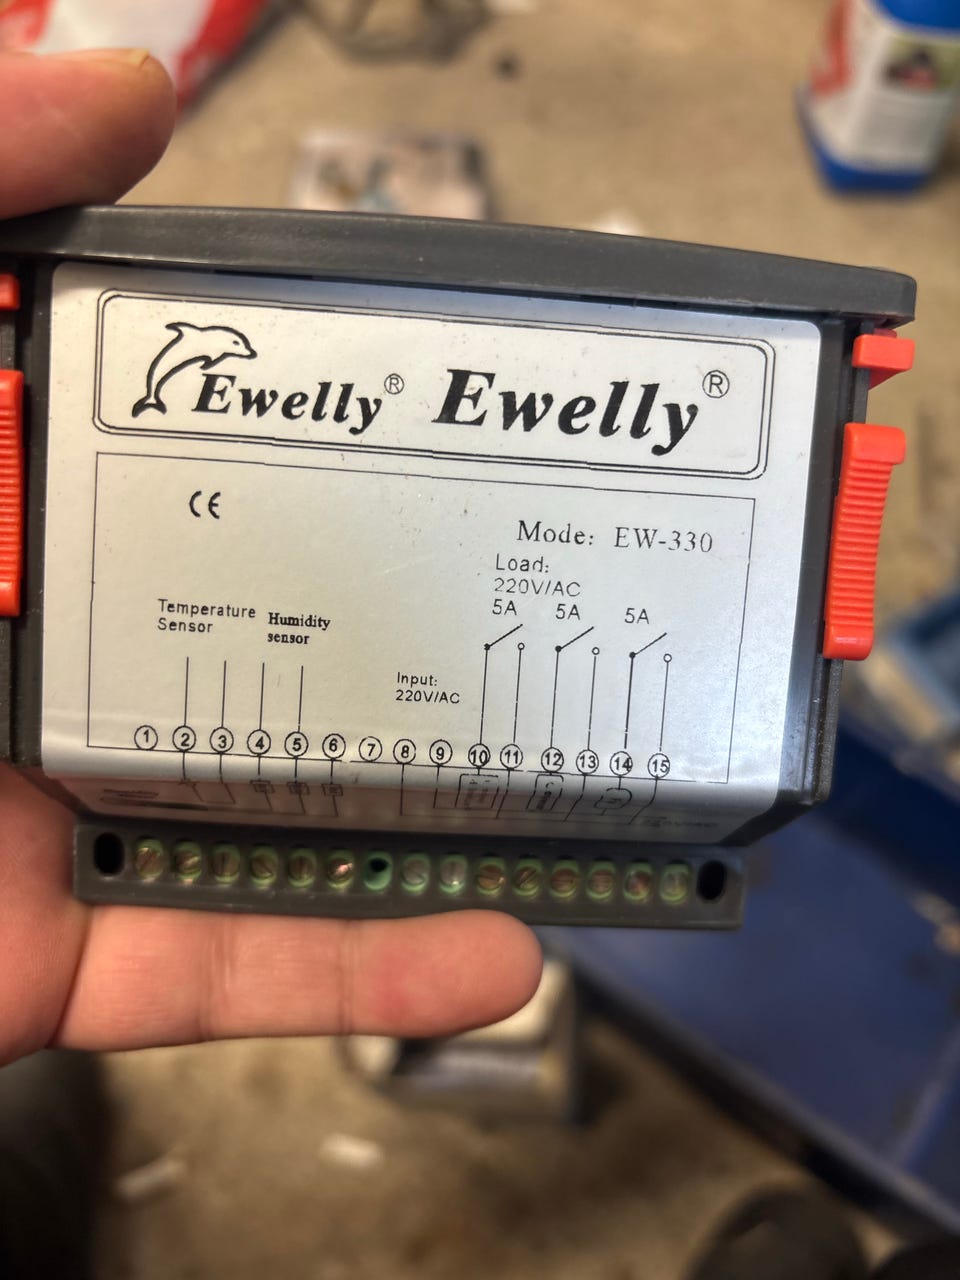 Ewelly® Ewelly®
CE
Mode: EW-330
Load:
220V/AC
5A 5A 5A
Temperature
Sensor
Humidity
sensor
Input:
220V/AC
1 2 3 4 5 6 7 8 9 10 11 12 13 14 15